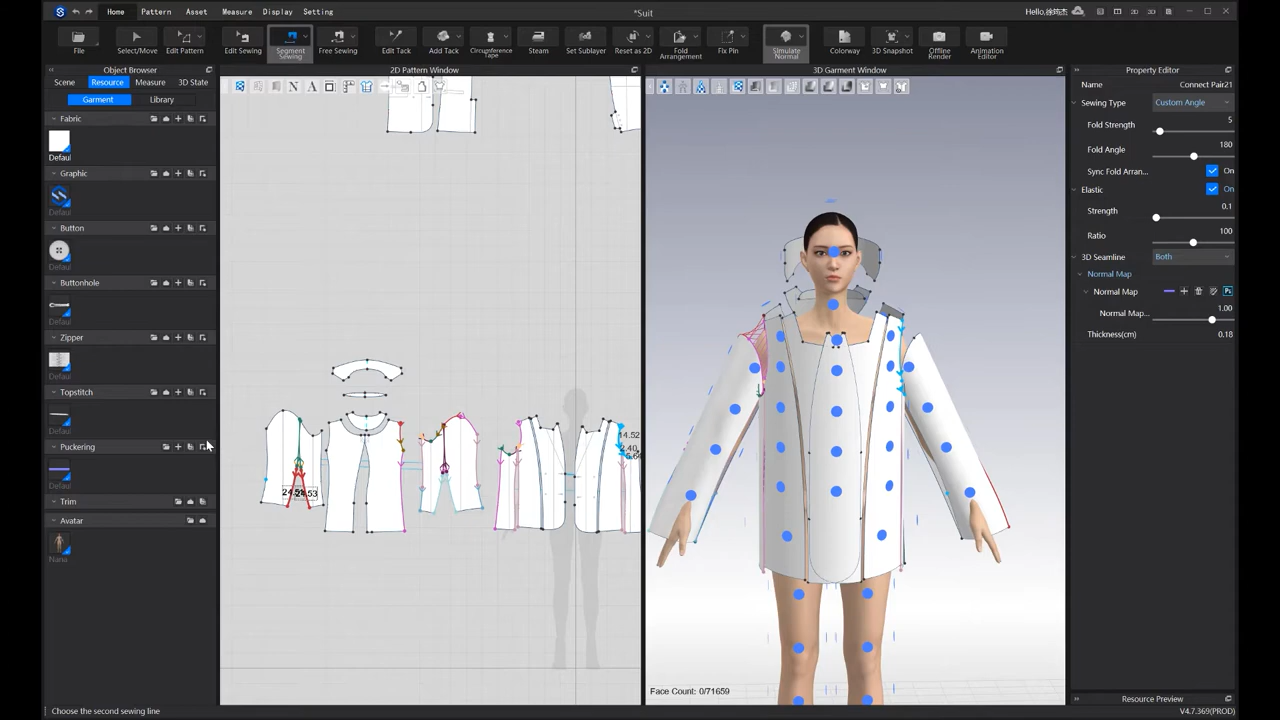 Home Pattern Asset Measure Display Setting
*Suit
Hello,徐炜杰
File
Select/Move
Edit Pattern
Edit Sewing
Segment Sewing
Free Sewing
Edit Tack
Add Tack
Circumference Tape
Steam
Set Sublayer
Reset as 2D
Fold Arrangement
Fix Pin
Simulate Normal
Colorway
3D Snapshot
Offline Render
Animation Editor
Object Browser
Scene Resource Measure 3D State
Garment Library
Fabric
Defaul
Graphic
Defaul
Button
Defaul
Buttonhole
Defaul
Zipper
Defaul
Topstitch
Defaul
Puckering
Defaul
Trim
Avatar
Nana
2D Pattern Window
14.52
3D Garment Window
Face Count: 0/71659
Property Editor
Name Connect Pair21
Sewing Type Custom Angle
Fold Strength 5
Fold Angle 180
Sync Fold Arran... On
Elastic On
Strength 0.1
Ratio 100
3D Seamline Both
Normal Map
Normal Map
Normal Map... 1.00
Thickness(cm) 0.18
Resource Preview
Choose the second sewing line
V4.7.369(PROD)